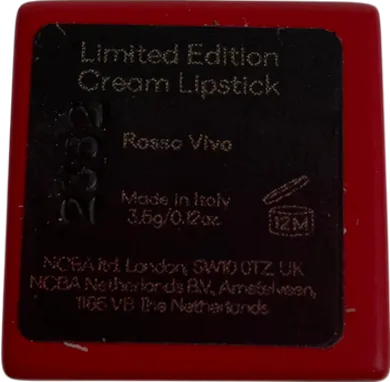 Limited Edition
Cream Lipstick
Rosso Vivo
Made in Italy
3.5g/0.12oz.
12M
NCBA ltd. London, SW10 0TZ, UK
NCBA Netherlands B.V., Amstelveen,
1185 VB The Netherlands